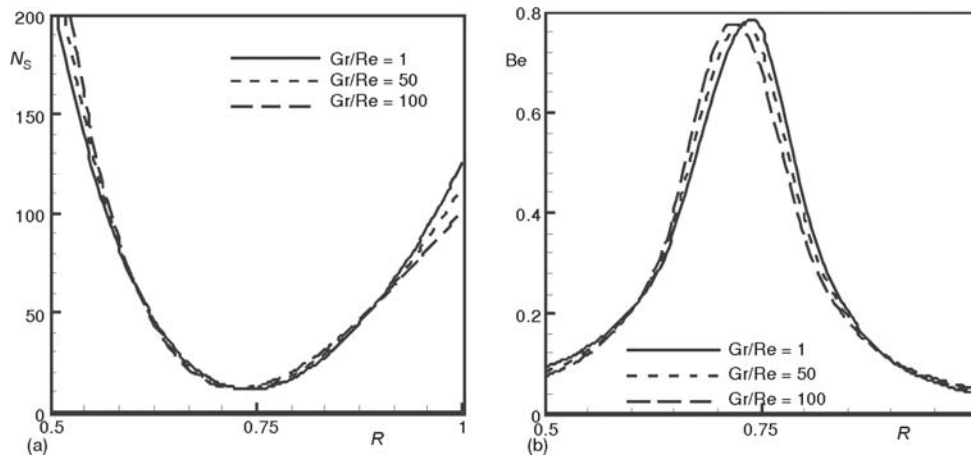 200
N_S
150
100
50
0
0.5
0.75
R
1
(a)
Gr/Re = 1
Gr/Re = 50
Gr/Re = 100
0.8
Be
0.6
0.4
0.2
0
0.5
0.75
R
(b)
Gr/Re = 1
Gr/Re = 50
Gr/Re = 100